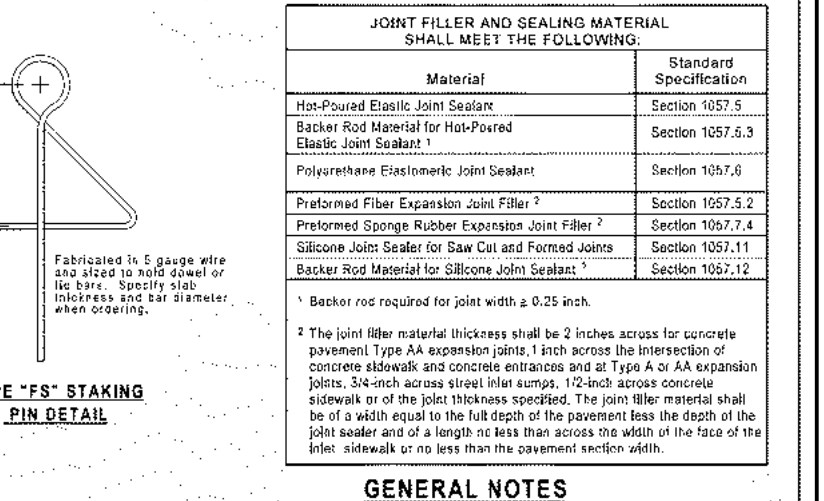 JOINT FILLER AND SEALING MATERIAL
SHALL MEET THE FOLLOWING:
Material
Standard
Specification
Hot-Poured Elastic Joint Sealant
Section 1057.5
Backer Rod Material for Hot-Poured
Elastic Joint Sealant 1
Section 1057.5.3
Polyurethane Elastomeric Joint Sealant
Section 1057.6
Preformed Fiber Expansion Joint Filler 2
Section 1057.5.2
Preformed Sponge Rubber Expansion Joint Filler 2
Section 1057.7.4
Silicone Joint Sealer for Saw Cut and Formed Joints
Section 1057.11
Backer Rod Material for Silicone Joint Sealant 1
Section 1057.12
1 Backer rod required for joint width ≥ 0.25 inch.
2 The joint filler material thickness shall be 2 inches across for concrete
pavement Type AA expansion joints, 1 inch across the intersection of
concrete sidewalk and concrete entrances and at Type A or AA expansion
joists, 3/4-inch across street inlet sumps, 1/2-inch across concrete
sidewalk or of the joint thickness specified. The joint filler material shall
be of a width equal to the full depth of the pavement less the depth of the
joint sealer and of a length no less than across the width of the face of the
inlet sidewalk or no less than the pavement section width.
Fabricated in 5 gauge wire
and sized to hold dowel or
tie bars. Specify slab
thickness and bar diameter
when ordering.
PE "FS" STAKING
PIN DETAIL
GENERAL NOTES